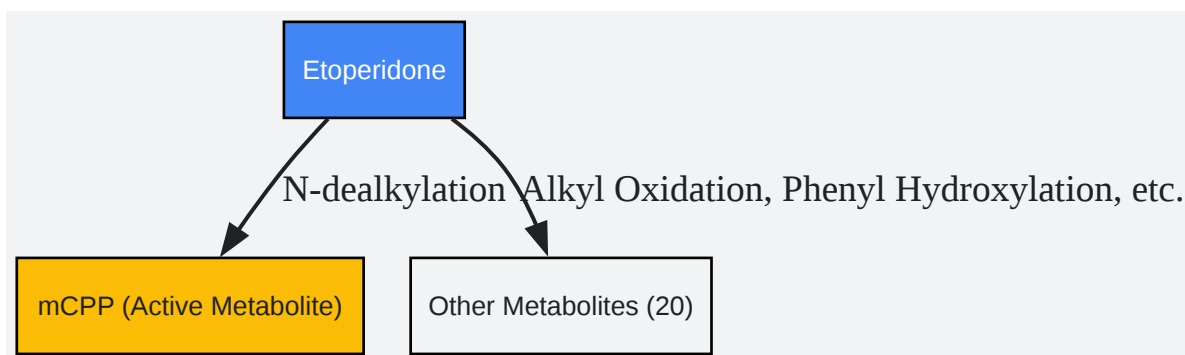 Etoperidone
N-dealkylation
Alkyl Oxidation, Phenyl Hydroxylation, etc.
mCPP (Active Metabolite)
Other Metabolites (20)